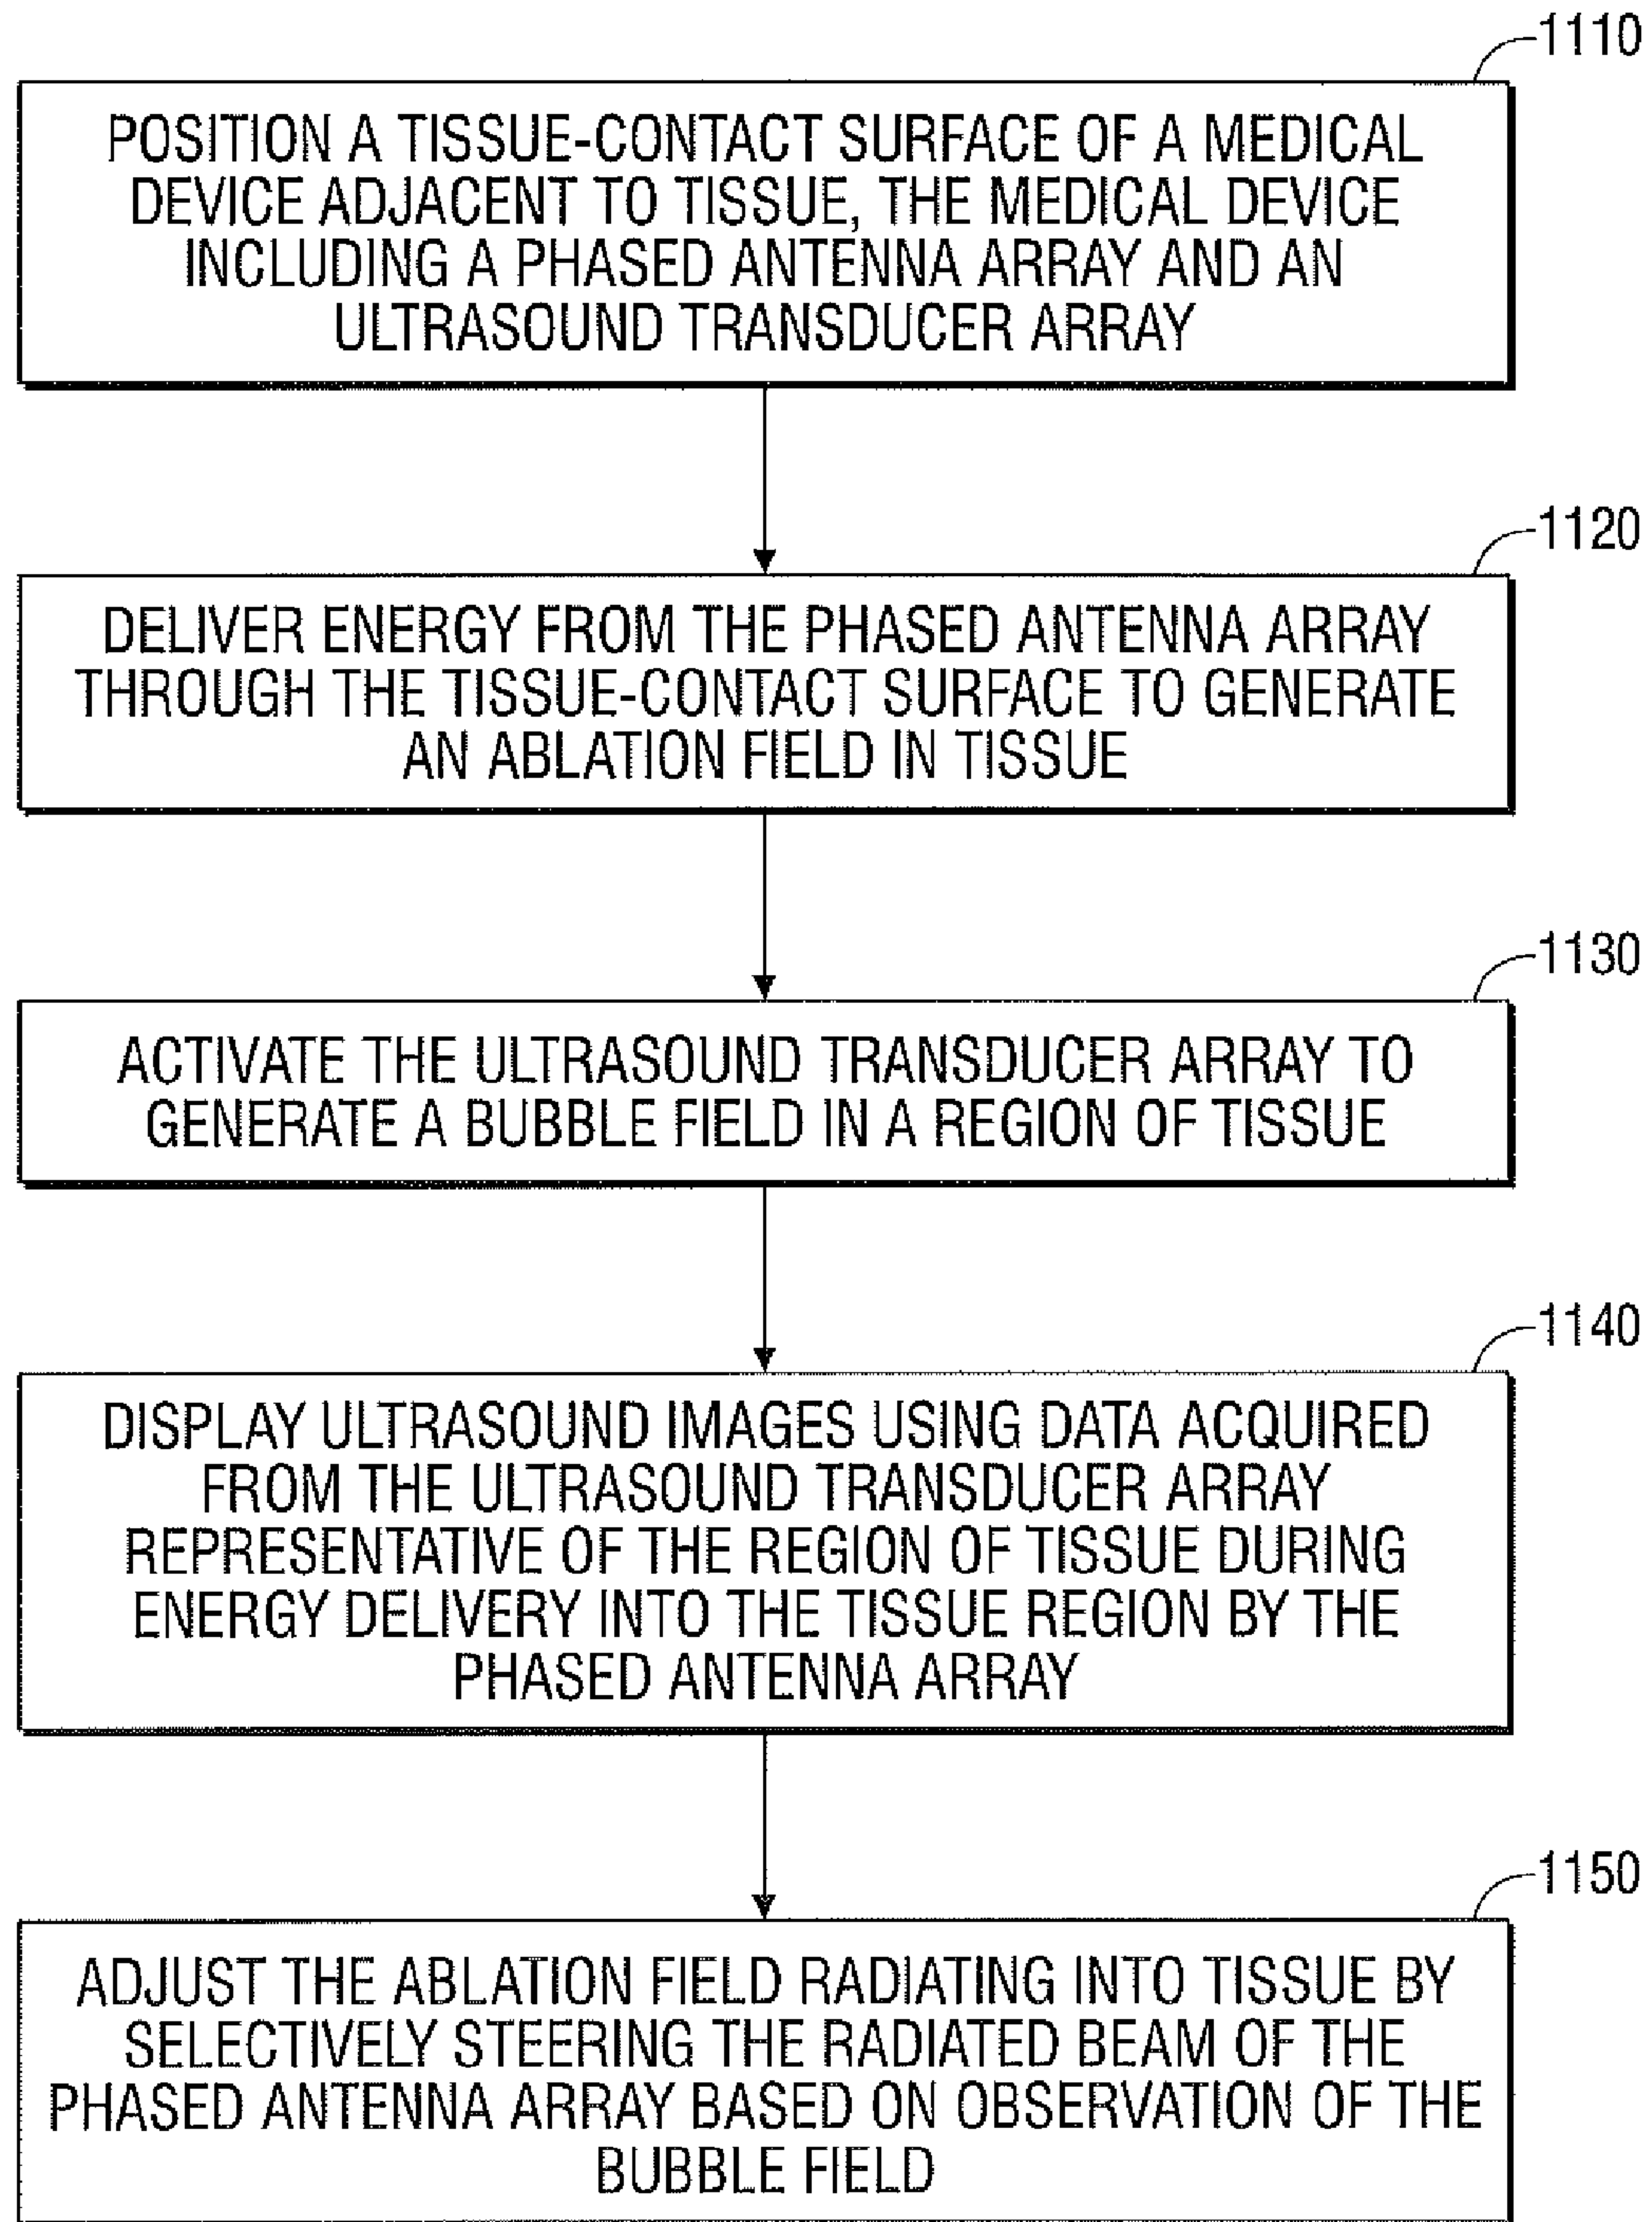 1110
POSITION A TISSUE-CONTACT SURFACE OF A MEDICAL
DEVICE ADJACENT TO TISSUE, THE MEDICAL DEVICE
INCLUDING A PHASED ANTENNA ARRAY AND AN
ULTRASOUND TRANSDUCER ARRAY
1120
DELIVER ENERGY FROM THE PHASED ANTENNA ARRAY
THROUGH THE TISSUE-CONTACT SURFACE TO GENERATE
AN ABLATION FIELD IN TISSUE
1130
ACTIVATE THE ULTRASOUND TRANSDUCER ARRAY TO
GENERATE A BUBBLE FIELD IN A REGION OF TISSUE
1140
DISPLAY ULTRASOUND IMAGES USING DATA ACQUIRED
FROM THE ULTRASOUND TRANSDUCER ARRAY
REPRESENTATIVE OF THE REGION OF TISSUE DURING
ENERGY DELIVERY INTO THE TISSUE REGION BY THE
PHASED ANTENNA ARRAY
1150
ADJUST THE ABLATION FIELD RADIATING INTO TISSUE BY
SELECTIVELY STEERING THE RADIATED BEAM OF THE
PHASED ANTENNA ARRAY BASED ON OBSERVATION OF THE
BUBBLE FIELD